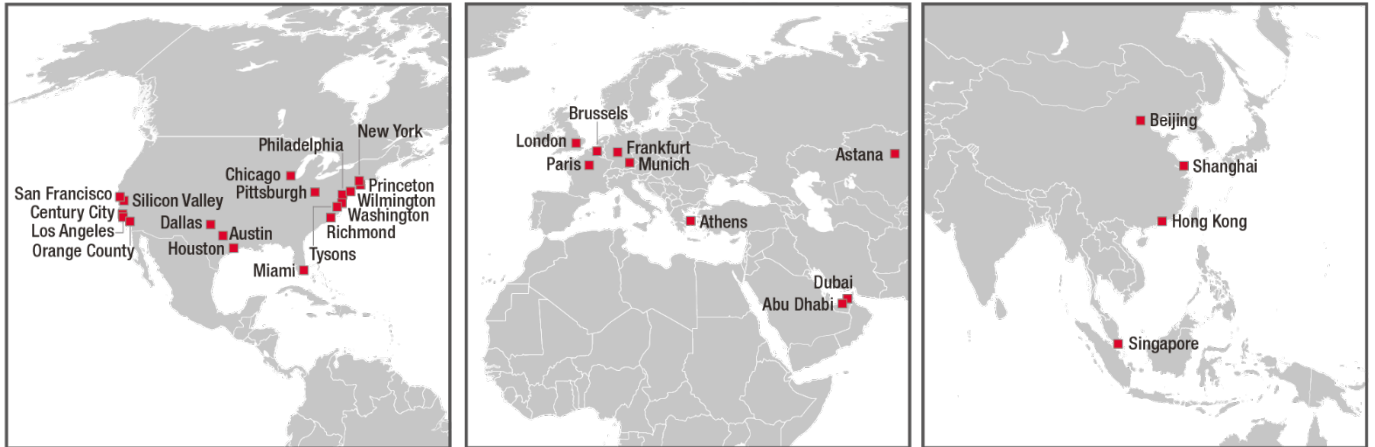 New York
Philadelphia
Chicago
Pittsburgh
Princeton
Wilmington
San Francisco
Silicon Valley
Century City
Los Angeles
Orange County
Dallas
Austin
Houston
Washington
Richmond
Tysons
Miami
Brussels
London
Frankfurt
Paris
Munich
Astana
Athens
Dubai
Abu Dhabi
Beijing
Shanghai
Hong Kong
Singapore